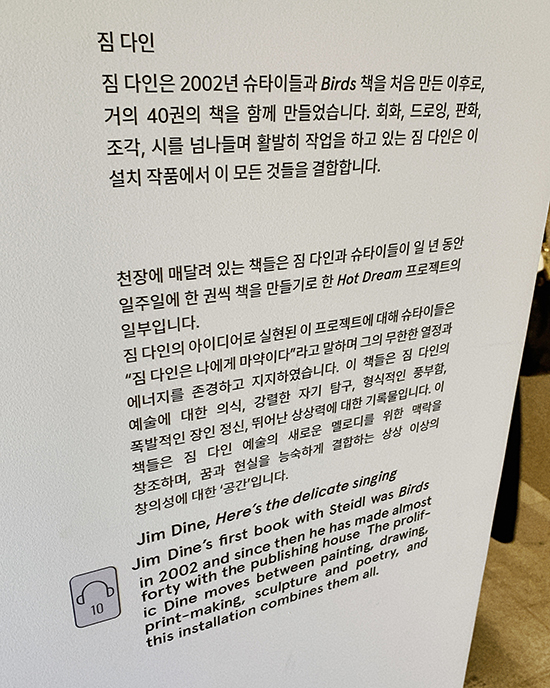 짐 다인
짐 다인은 2002년 슈타이들과 Birds 책을 처음 만든 이후로,
거의 40권의 책을 함께 만들었습니다. 회화, 드로잉, 판화,
조각, 시를 넘나들며 활발히 작업을 하고 있는 짐 다인은 이
설치 작품에서 이 모든 것들을 결합합니다.
천장에 매달려 있는 책들은 짐 다인과 슈타이들이 일 년 동안
일주일에 한 권씩 책을 만들기로 한 Hot Dream 프로젝트의
일부입니다.
짐 다인의 아이디어로 실현된 이 프로젝트에 대해 슈타이들은
“짐 다인은 나에게 마약이다”라고 말하며 그의 무한한 열정과
에너지를 존경하고 지지하였습니다. 이 책들은 짐 다인의
예술에 대한 의식, 강렬한 자기 탐구, 형식적인 풍부함,
폭발적인 장인 정신, 뛰어난 상상력에 대한 기록물입니다. 이
책들은 짐 다인 예술의 새로운 멜로디를 위한 맥락을
창조하며, 꿈과 현실을 능숙하게 결합하는 상상 이상의
창의성에 대한 ‘공간’입니다.
Jim Dine, Here’s the delicate singing
Jim Dine’s first book with Steidl was Birds
in 2002 and since then he has made almost
forty with the publishing house. The prolif-
ic Dine moves between painting, drawing,
print-making, sculpture and poetry, and
this installation combines them all.
10